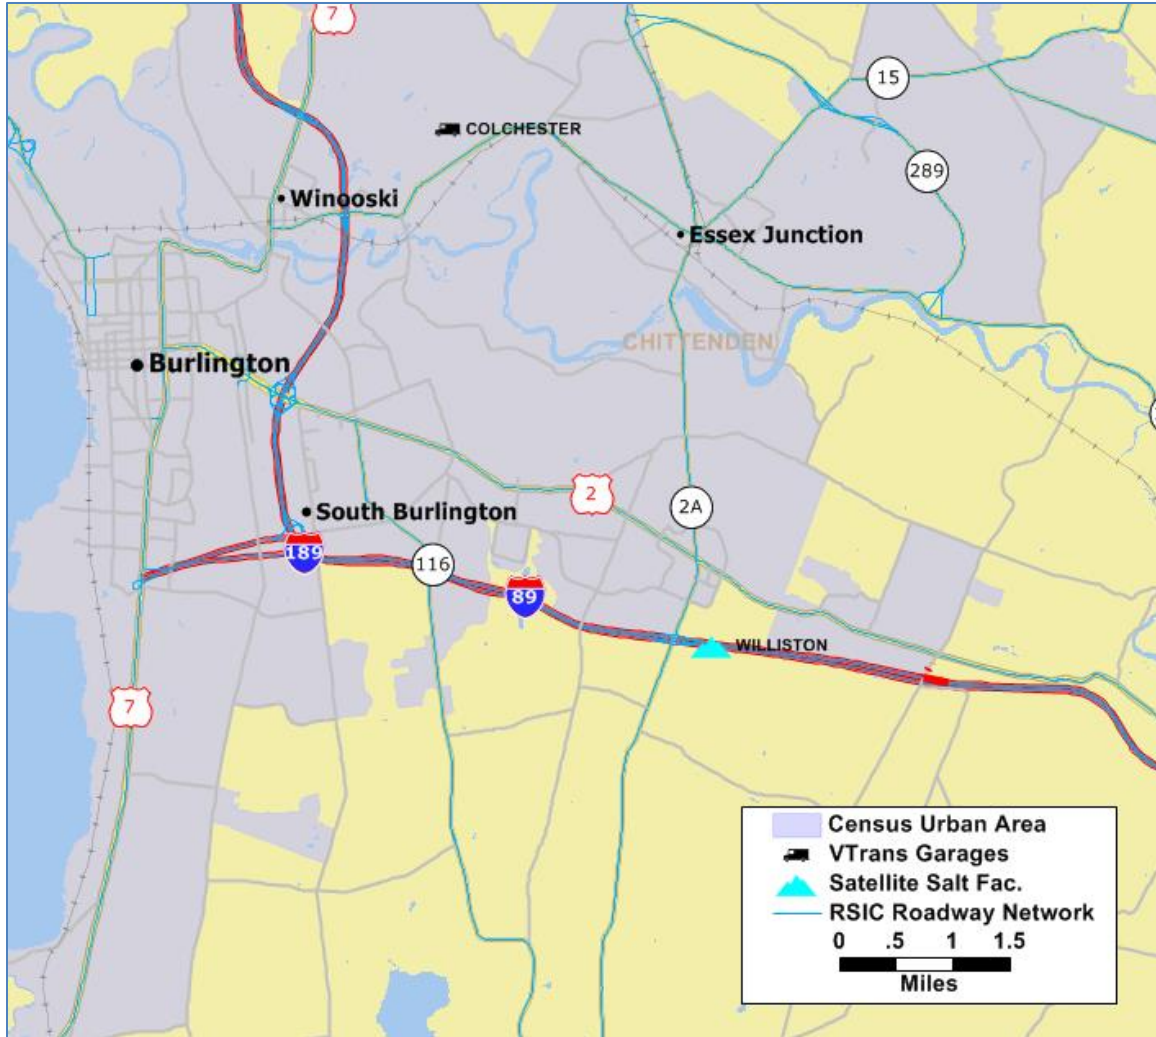 7
15
COLCHESTER
289
Winooski
Essex Junction
CHITTENDEN
Burlington
2
2A
South Burlington
189
116
89
WILLISTON
7
Census Urban Area
VTrans Garages
Satellite Salt Fac.
RSIC Roadway Network
0 .5 1 1.5
Miles